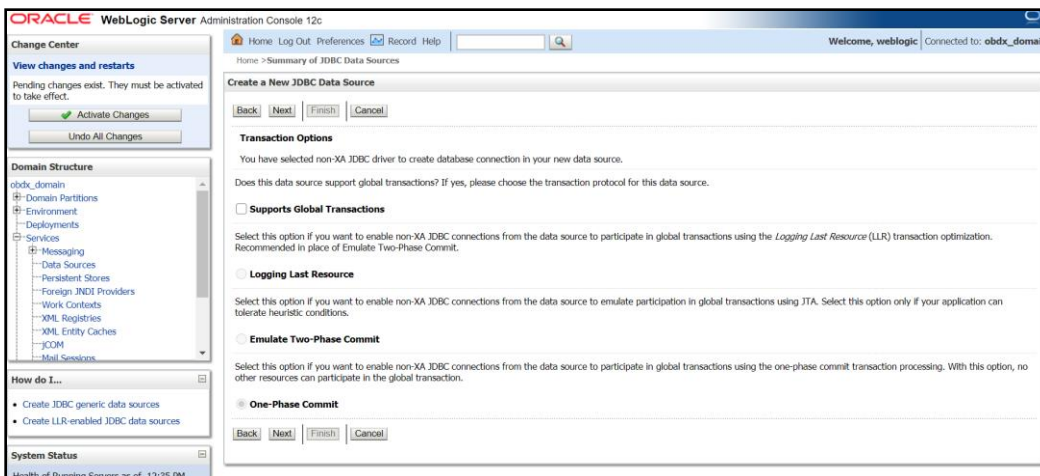 ORACLE WebLogic Server Administration Console 12c
Change Center
View changes and restarts
Pending changes exist. They must be activated
to take effect.
Activate Changes
Undo All Changes
Domain Structure
obdx_domain
Domain Partitions
Environment
Deployments
Services
Messaging
Data Sources
Persistent Stores
Foreign JNDI Providers
Work Contexts
XML Registries
XML Entity Caches
jCOM
Mail Sessions
How do I...
Create JDBC generic data sources
Create LLR-enabled JDBC data sources
System Status
Health of Running Servers as of 12:35 PM
Home Log Out Preferences Record Help
Welcome, weblogic Connected to: obdx_domai
Home >Summary of JDBC Data Sources
Create a New JDBC Data Source
Back Next Finish Cancel
Transaction Options
You have selected non-XA JDBC driver to create database connection in your new data source.
Does this data source support global transactions? If yes, please choose the transaction protocol for this data source.
Supports Global Transactions
Select this option if you want to enable non-XA JDBC connections from the data source to participate in global transactions using the Logging Last Resource (LLR) transaction optimization.
Recommended in place of Emulate Two-Phase Commit.
Logging Last Resource
Select this option if you want to enable non-XA JDBC connections from the data source to emulate participation in global transactions using JTA. Select this option only if your application can
tolerate heuristic conditions.
Emulate Two-Phase Commit
Select this option if you want to enable non-XA JDBC connections from the data source to participate in global transactions using the one-phase commit transaction processing. With this option, no
other resources can participate in the global transaction.
One-Phase Commit
Back Next Finish Cancel